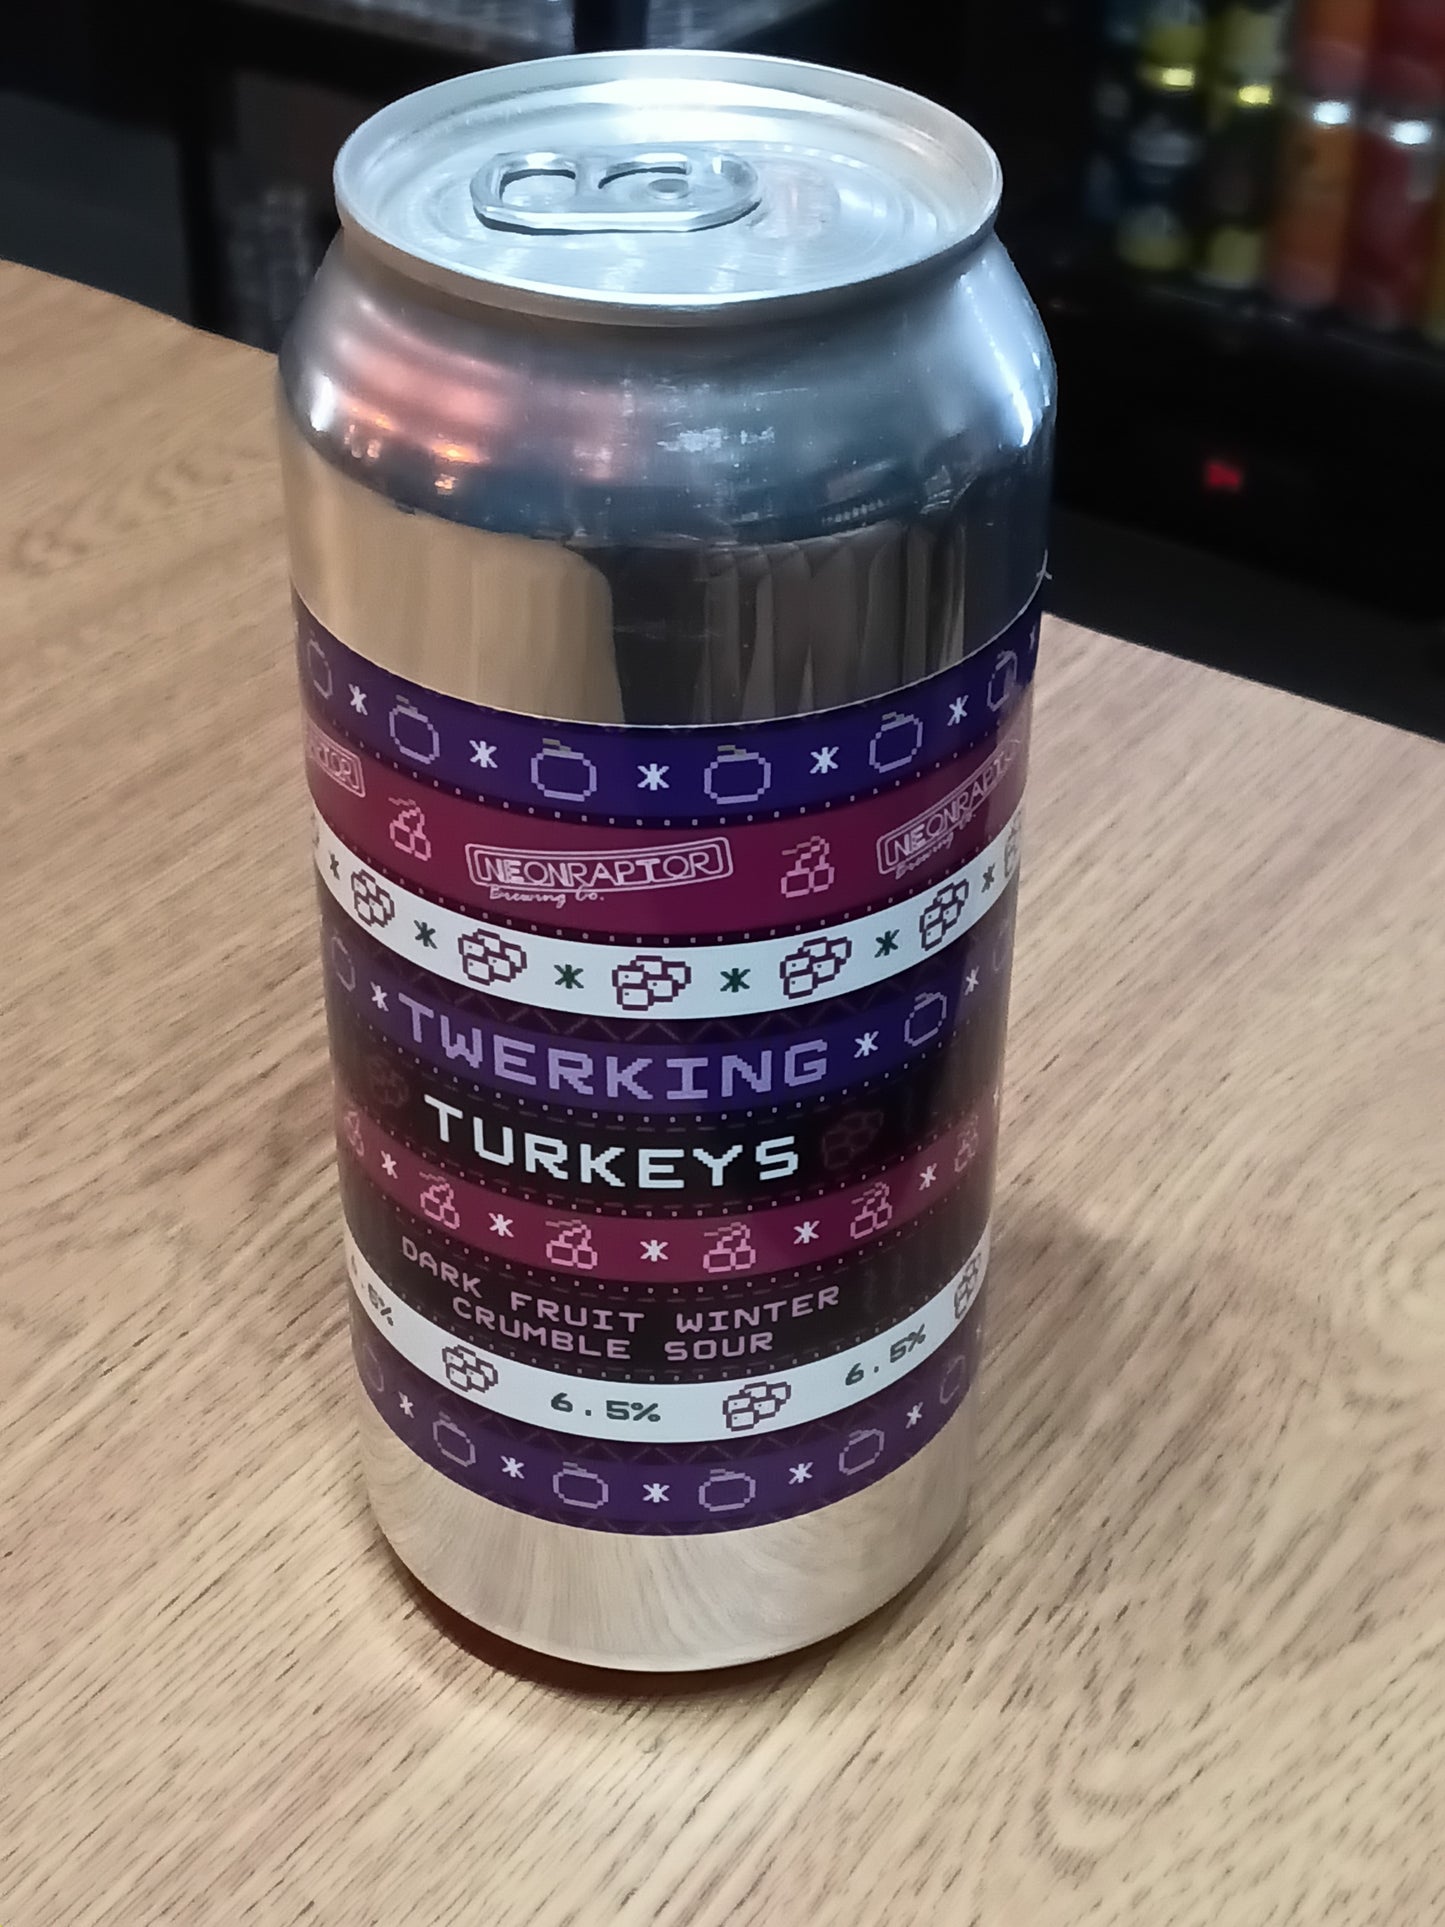 NEONRAPTOR
Brewing Co.
NEONRAPTOR
Brewing Co.
TWERKING
TURKEYS
DARK FRUIT WINTER
CRUMBLE SOUR
6.5%
6.5%